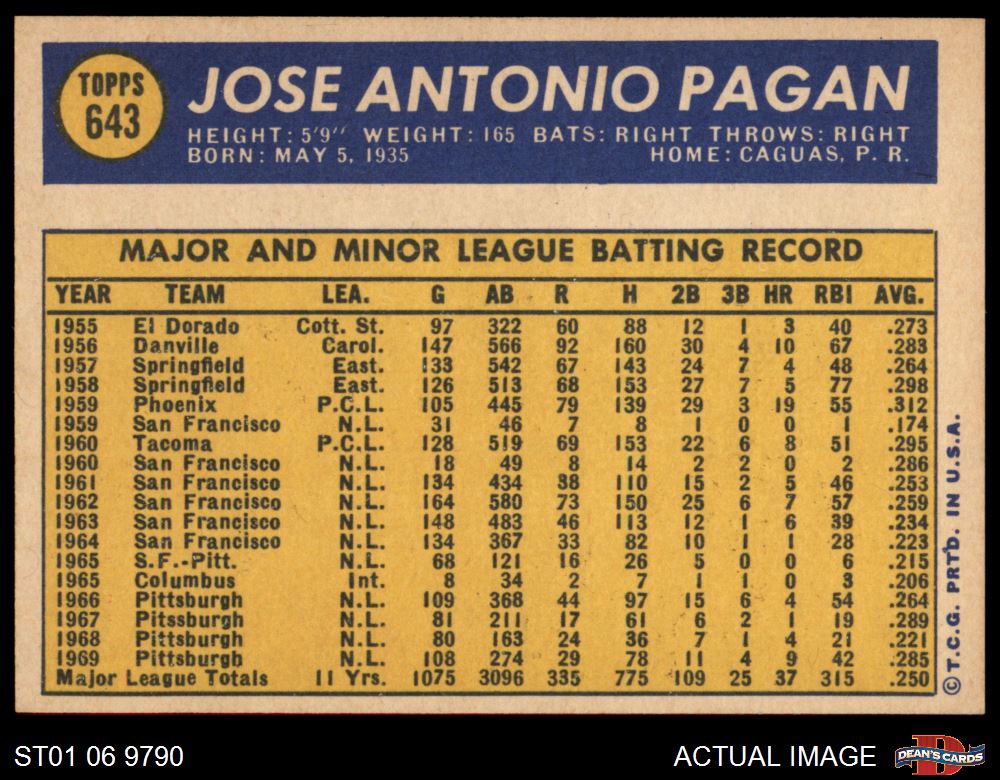 TOPPS
643
JOSE ANTONIO PAGAN
HEIGHT: 5'9" WEIGHT: 165 BATS: RIGHT THROWS: RIGHT
BORN: MAY 5, 1935 HOME: CAGUAS, P. R.
MAJOR AND MINOR LEAGUE BATTING RECORD
YEAR TEAM LEA. G AB R H 2B 3B HR RBI AVG.
1955 El Dorado Cott. St. 97 322 60 88 12 1 3 40 .273
1956 Danville Carol. 147 566 92 160 30 4 10 67 .283
1957 Springfield East. 133 542 67 143 24 7 4 48 .264
1958 Springfield East. 126 513 68 153 27 7 5 77 .298
1959 Phoenix P.C.L. 105 445 79 139 29 3 19 55 .312
1959 San Francisco N.L. 31 46 7 8 1 0 0 1 .174
1960 Tacoma P.C.L. 128 519 69 153 22 6 8 51 .295
1960 San Francisco N.L. 18 49 8 14 2 2 0 2 .286
1961 San Francisco N.L. 134 434 38 110 15 2 5 46 .253
1962 San Francisco N.L. 164 580 73 150 25 6 7 57 .259
1963 San Francisco N.L. 148 483 46 113 12 1 6 39 .234
1964 San Francisco N.L. 134 367 33 82 10 1 1 28 .223
1965 S.F.-Pitt. N.L. 68 121 16 26 5 0 0 6 .215
1965 Columbus Int. 8 34 2 7 1 1 0 3 .206
1966 Pittsburgh N.L. 109 368 44 97 15 6 4 54 .264
1967 Pitssburgh N.L. 81 211 17 61 6 2 1 19 .289
1968 Pittsburgh N.L. 80 163 24 36 7 1 4 21 .221
1969 Pittsburgh N.L. 108 274 29 78 11 4 9 42 .285
Major League Totals 11 Yrs. 1075 3096 335 775 109 25 37 315 .250
© T.C.G. PRT'D. IN U.S.A.
ST01 06 9790 ACTUAL IMAGE
D
DEAN'S CARDS